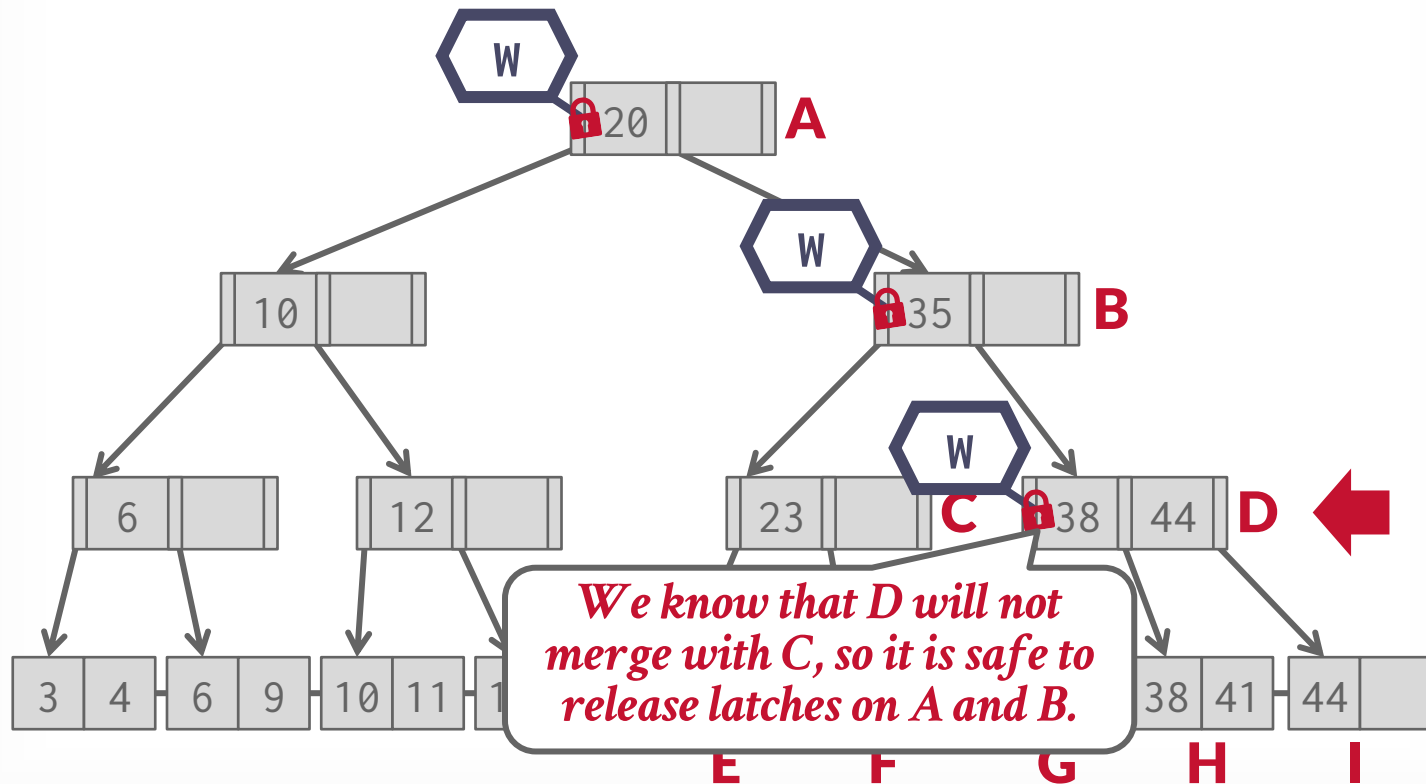 W
20 A
W
10 35 B
W
6 12 23 C 38 44 D
We know that D will not
merge with C, so it is safe to
release latches on A and B.
3 4 6 9 10 11 1 38 41 44
E F G H I